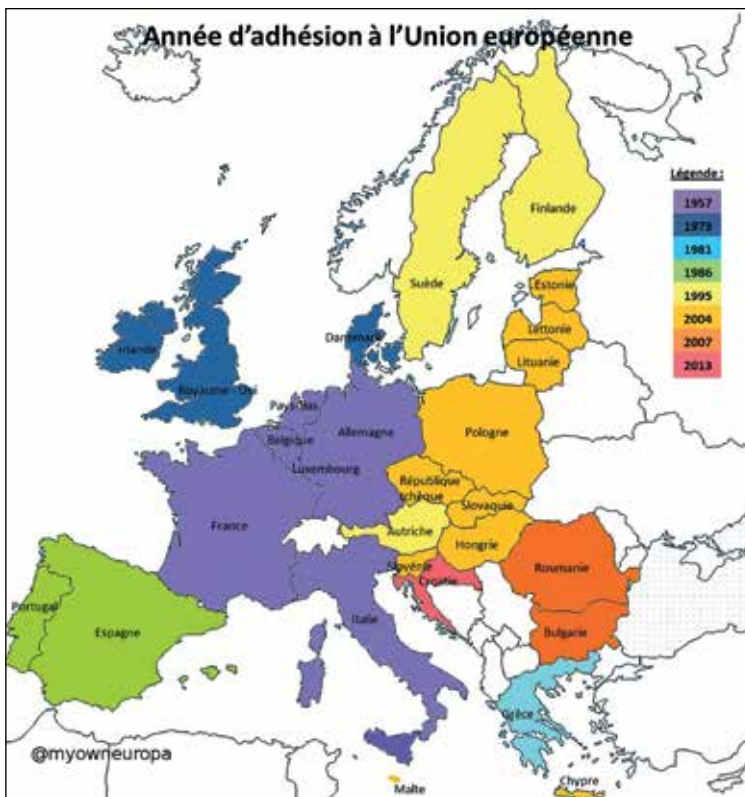 Année d’adhésion à l’Union européenne
Légende :
1957
1973
1981
1986
1995
2004
2007
2013
Finlande
Suède
Estonie
Lettonie
Lituanie
Danemark
Irlande
Royaume - Uni
Pays-Bas
Belgique
Allemagne
Luxembourg
Pologne
République
tchèque
Slovaquie
France
Autriche
Hongrie
Slovénie
Croatie
Roumanie
Portugal
Espagne
Italie
Bulgarie
Grèce
@myowneuropa
Malte
Chypre